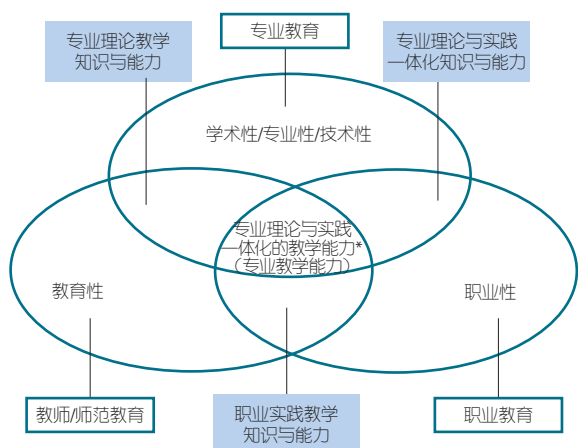 专业教育
专业理论教学
知识与能力
专业理论与实践
一体化知识与能力
学术性/专业性/技术性
专业理论与实践
一体化的教学能力*
（专业教学能力）
教育性
职业性
教师/师范教育
职业实践教学
知识与能力
职业教育